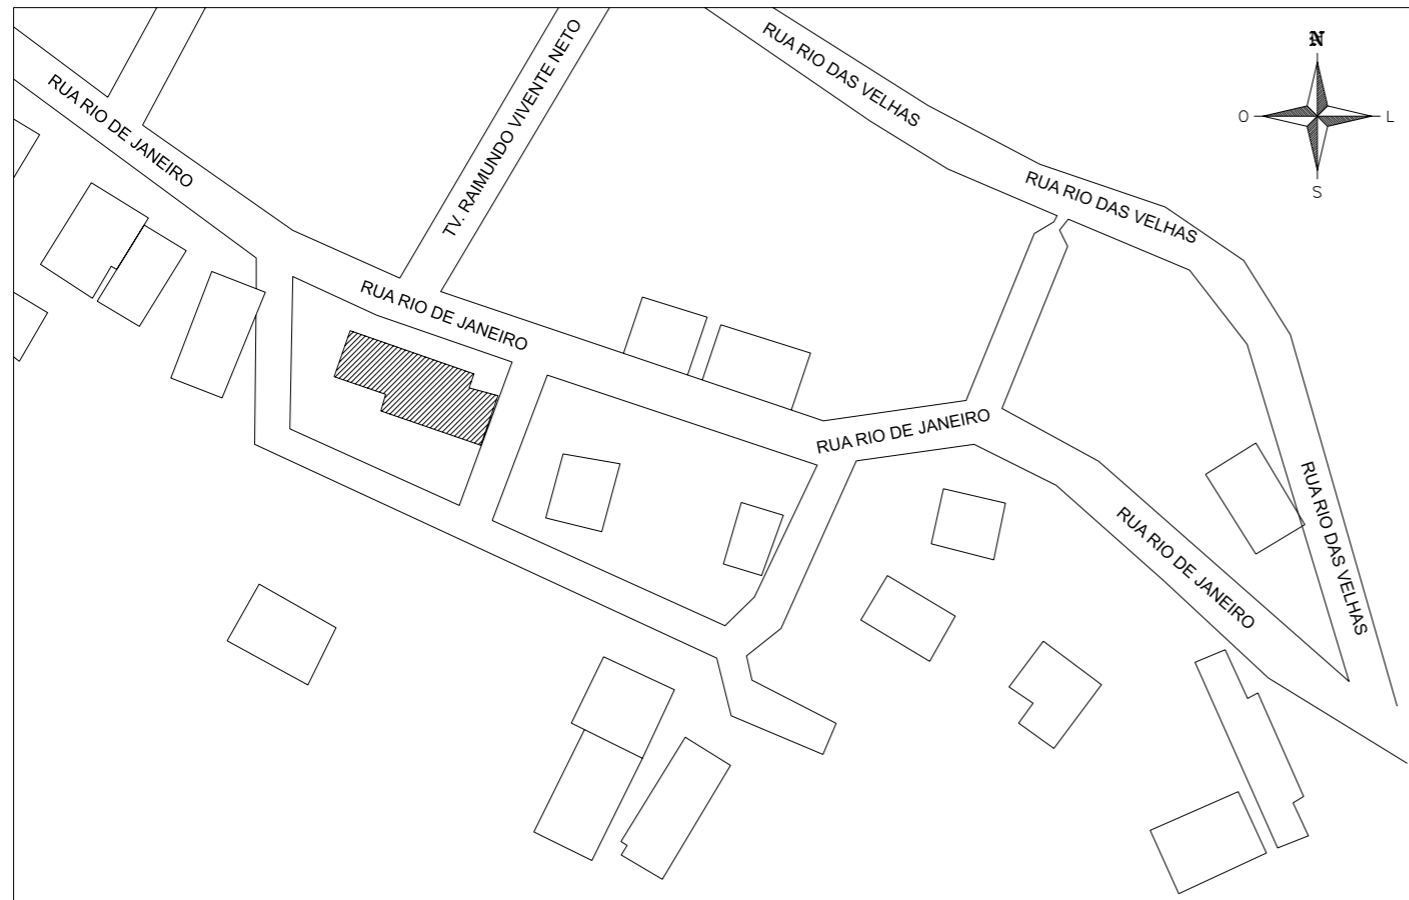 RUA RIO DE JANEIRO
TV. RAIMUNDO VIVENTE NETO
RUA RIO DAS VELHAS
N
O
L
S
RUA RIO DAS VELHAS
RUA RIO DE JANEIRO
RUA RIO DE JANEIRO
RUA RIO DE JANEIRO
RUA RIO DAS VELHAS